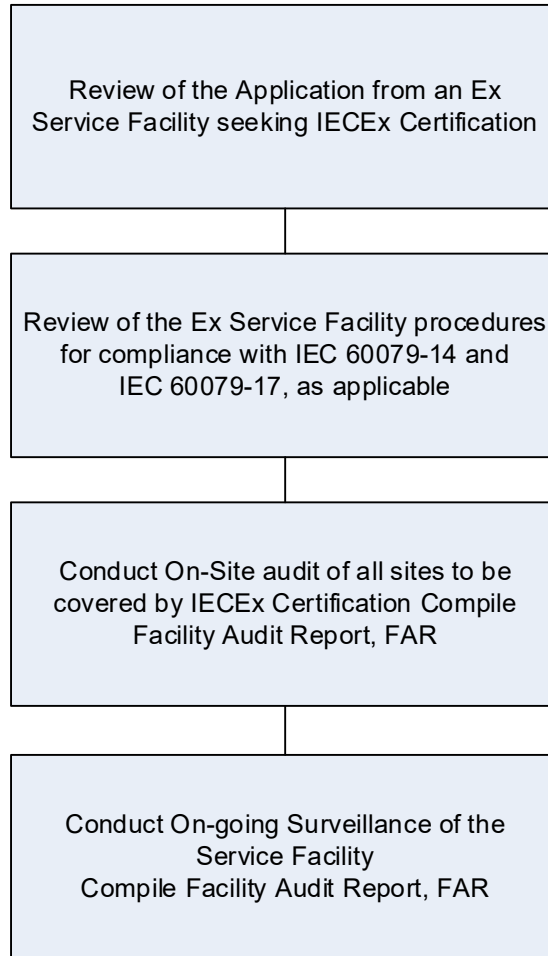 Review of the Application from an Ex
Service Facility seeking IECEx Certification
Review of the Ex Service Facility procedures
for compliance with IEC 60079-14 and
IEC 60079-17, as applicable
Conduct On-Site audit of all sites to be
covered by IECEx Certification Compile
Facility Audit Report, FAR
Conduct On-going Surveillance of the
Service Facility
Compile Facility Audit Report, FAR